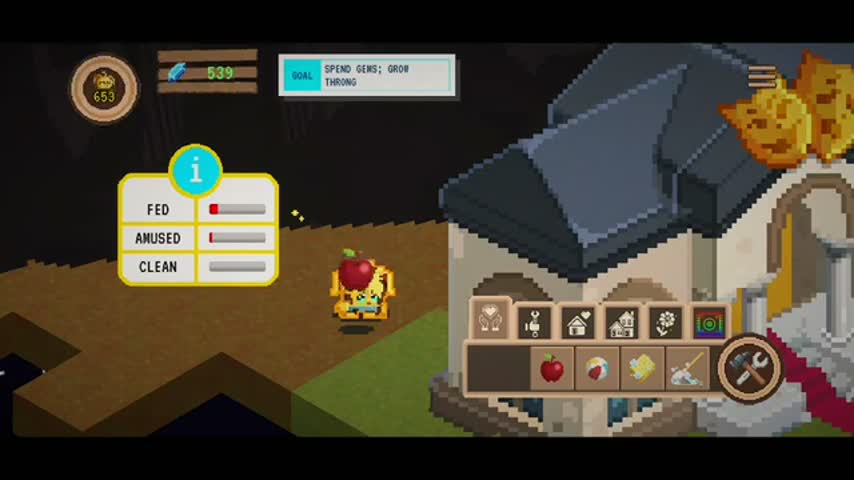 653
539
GOAL
SPEND GEMS; GROW
THRONG
i
FED
AMUSED
CLEAN